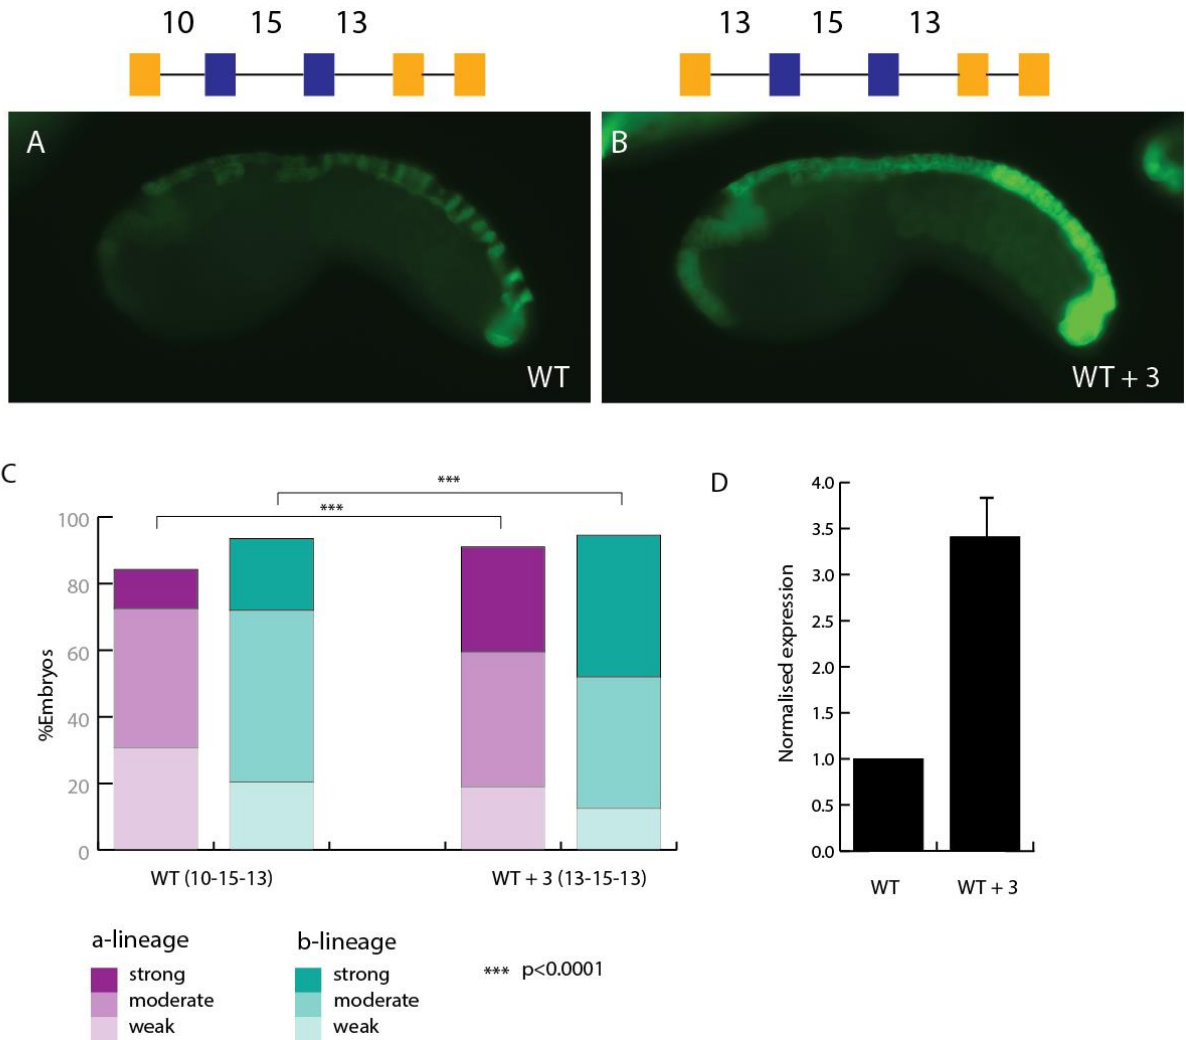 10 15 13
13 15 13
A
WT
B
WT + 3
C
***
***
%Embryos
100
80
60
40
20
0
WT (10-15-13)
WT + 3 (13-15-13)
a-lineage
strong
moderate
weak
b-lineage
strong
moderate
weak
*** p<0.0001
D
Normalised expression
4.0
3.5
3.0
2.5
2.0
1.5
1.0
0.5
0.0
WT
WT + 3